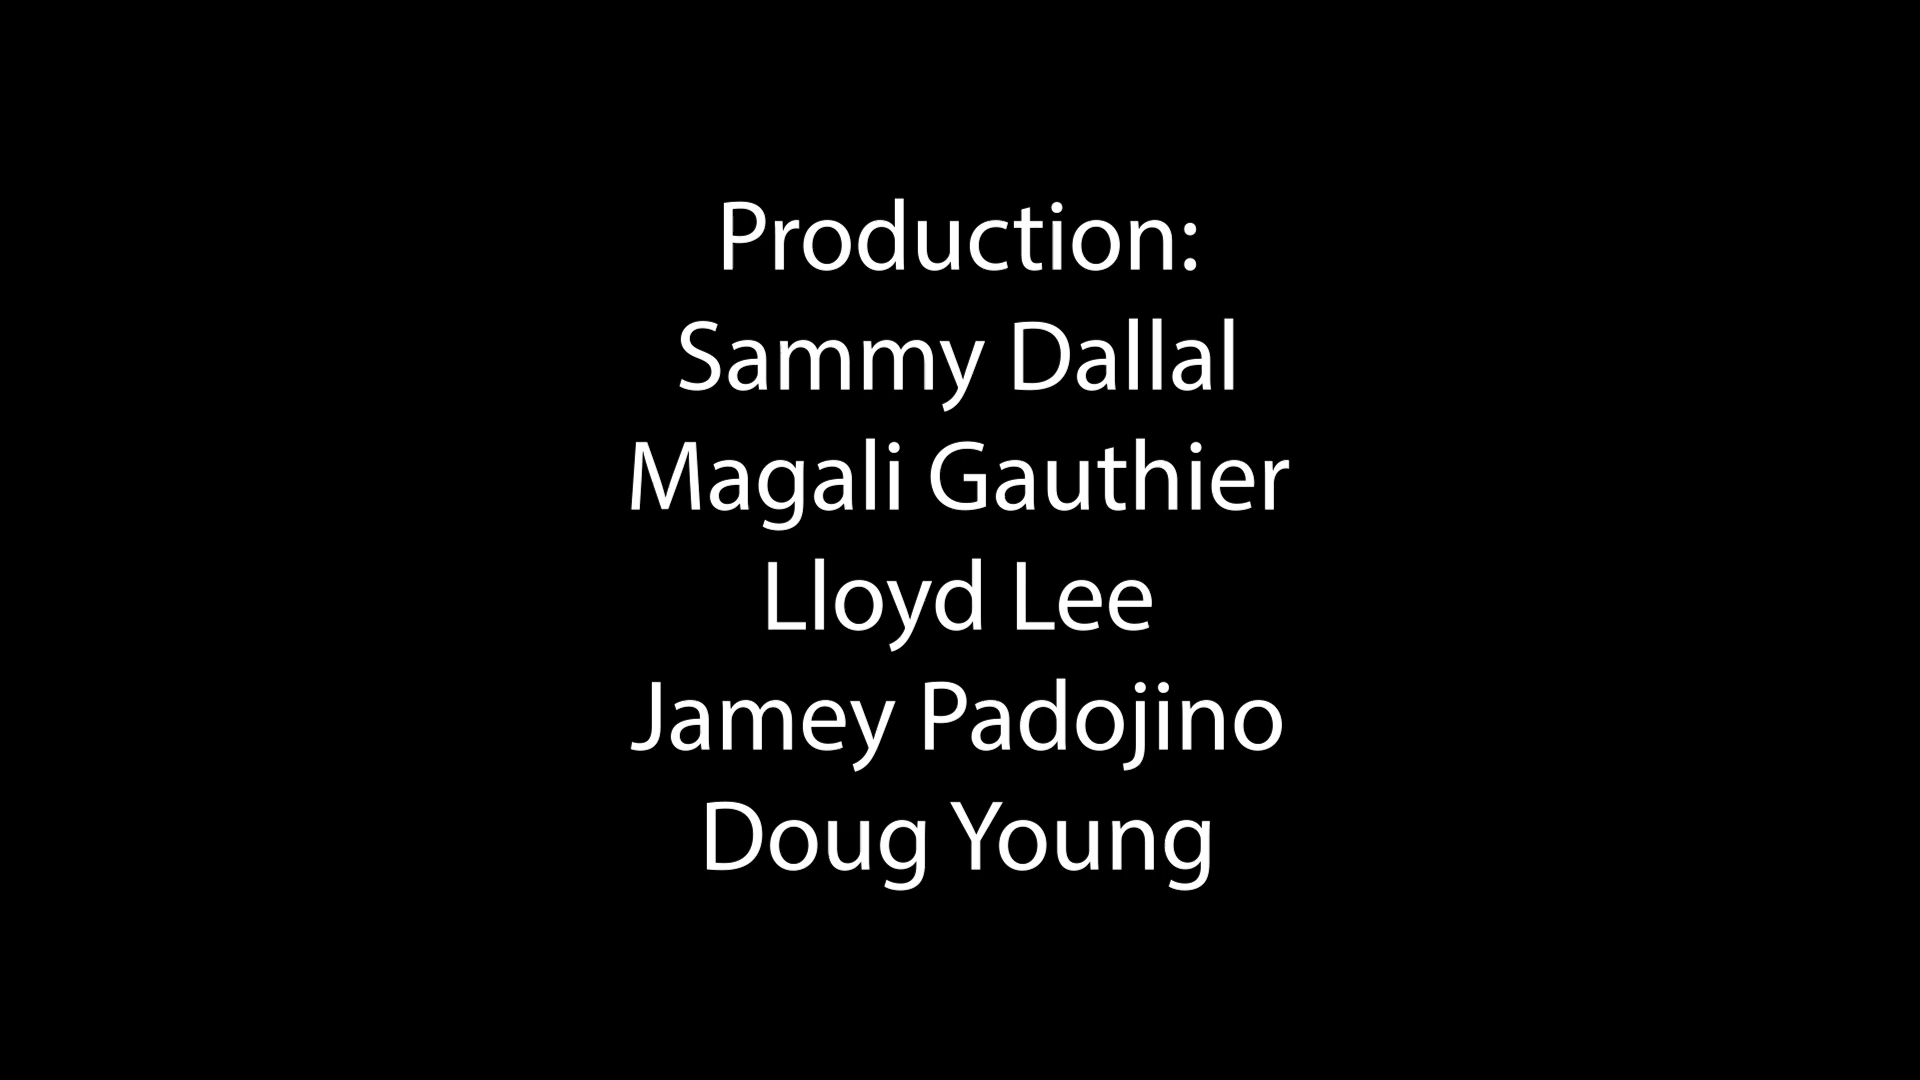 Production:
Sammy Dallal
Magali Gauthier
Lloyd Lee
Jamey Padojino
Doug Young